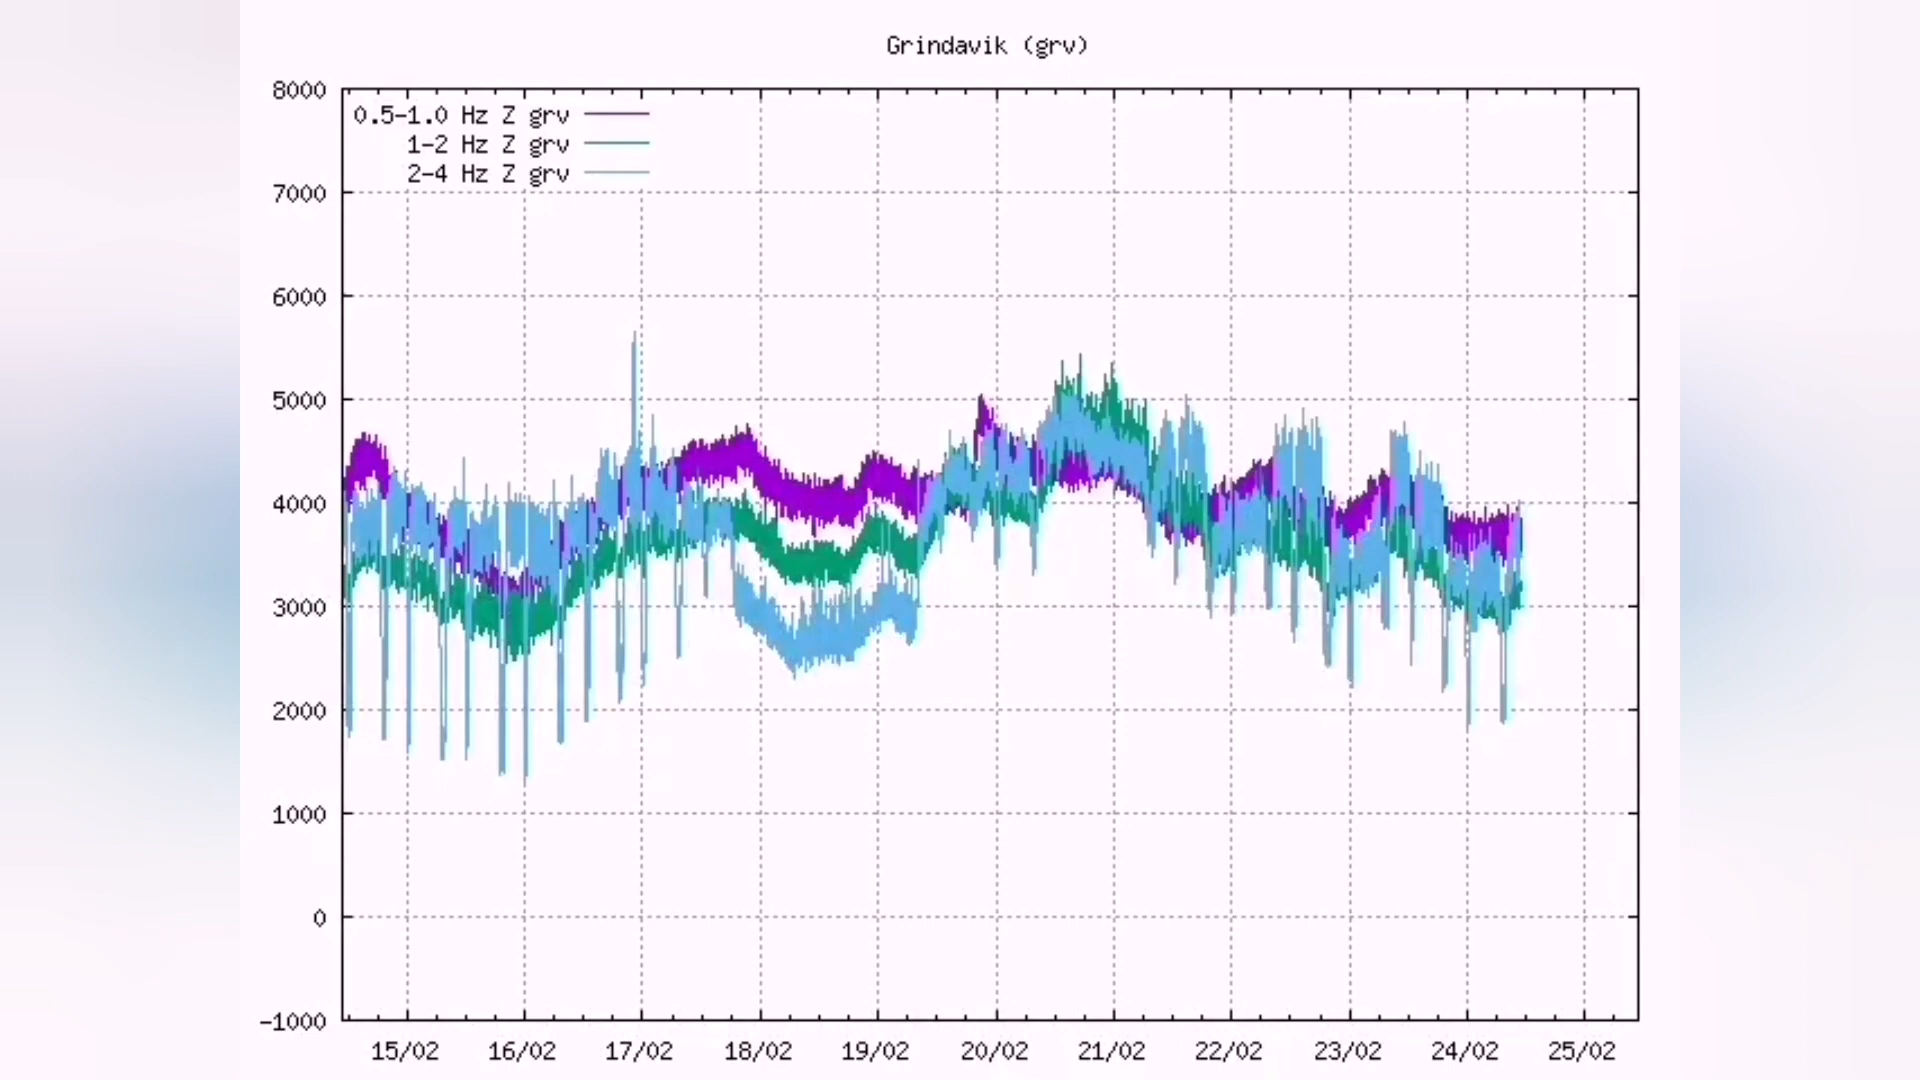 Grindavik (grv)
8000
0.5-1.0 Hz Z grv
1-2 Hz Z grv
2-4 Hz Z grv
7000
6000
5000
4000
3000
2000
1000
0
-1000
15/02 16/02 17/02 18/02 19/02 20/02 21/02 22/02 23/02 24/02 25/02